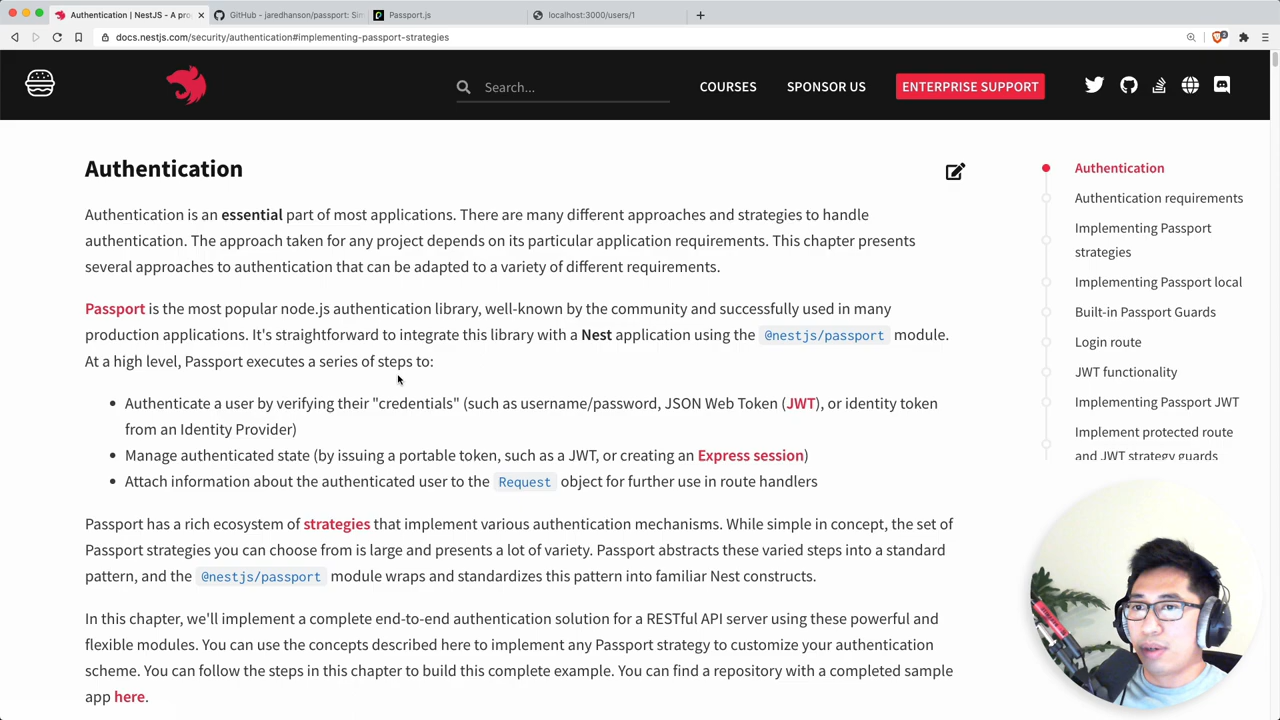 Authentication | NestJS - A pro
GitHub - jaredhanson/passport: Sim
Passport.js
localhost:3000/users/1
docs.nestjs.com/security/authentication#implementing-passport-strategies
Search...
COURSES
SPONSOR US
ENTERPRISE SUPPORT
Authentication
Authentication is an essential part of most applications. There are many different approaches and strategies to handle
authentication. The approach taken for any project depends on its particular application requirements. This chapter presents
several approaches to authentication that can be adapted to a variety of different requirements.
Passport is the most popular node.js authentication library, well-known by the community and successfully used in many
production applications. It's straightforward to integrate this library with a Nest application using the @nestjs/passport module.
At a high level, Passport executes a series of steps to:
• Authenticate a user by verifying their "credentials" (such as username/password, JSON Web Token (JWT), or identity token
from an Identity Provider)
• Manage authenticated state (by issuing a portable token, such as a JWT, or creating an Express session)
• Attach information about the authenticated user to the Request object for further use in route handlers
Passport has a rich ecosystem of strategies that implement various authentication mechanisms. While simple in concept, the set of
Passport strategies you can choose from is large and presents a lot of variety. Passport abstracts these varied steps into a standard
pattern, and the @nestjs/passport module wraps and standardizes this pattern into familiar Nest constructs.
In this chapter, we'll implement a complete end-to-end authentication solution for a RESTful API server using these powerful and
flexible modules. You can use the concepts described here to implement any Passport strategy to customize your authentication
scheme. You can follow the steps in this chapter to build this complete example. You can find a repository with a completed sample
app here.
Authentication
Authentication requirements
Implementing Passport
strategies
Implementing Passport local
Built-in Passport Guards
Login route
JWT functionality
Implementing Passport JWT
Implement protected route
and JWT strategy guards